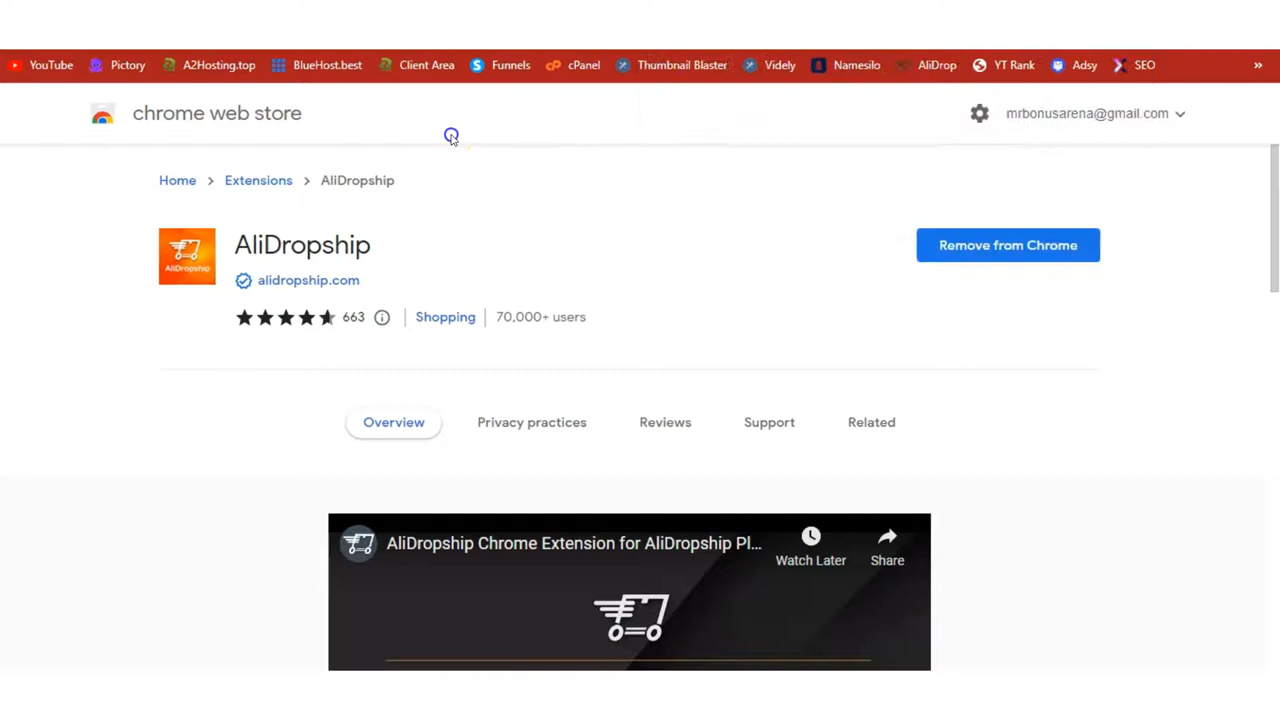 YouTube Pictory A2Hosting.top BlueHost.best Client Area Funnels cPanel Thumbnail Blaster Videly Namesilo AliDrop YT Rank Adsy SEO »
chrome web store mrbonusarena@gmail.com
Home > Extensions > AliDropship
AliDropship
AliDropship Remove from Chrome
alidropship.com
663 Shopping 70,000+ users
Overview Privacy practices Reviews Support Related
AliDropship Chrome Extension for AliDropship Pl...
Watch Later Share